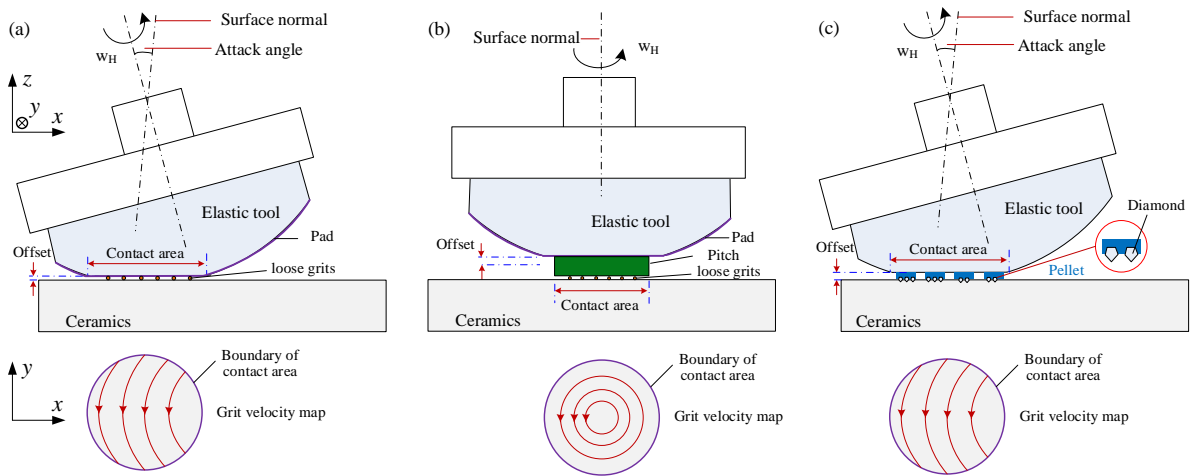 (a)
Surface normal
Attack angle
w_H
z
y
x
Elastic tool
Pad
Offset
Contact area
loose grits
Ceramics
y
x
Boundary of
contact area
Grit velocity map
(b)
Surface normal
w_H
Elastic tool
Offset
Pad
Pitch
loose grits
Contact area
Ceramics
Boundary of
contact area
Grit velocity map
(c)
Surface normal
Attack angle
w_H
Elastic tool
Diamond
Offset
Contact area
Pellet
Ceramics
Boundary of
contact area
Grit velocity map